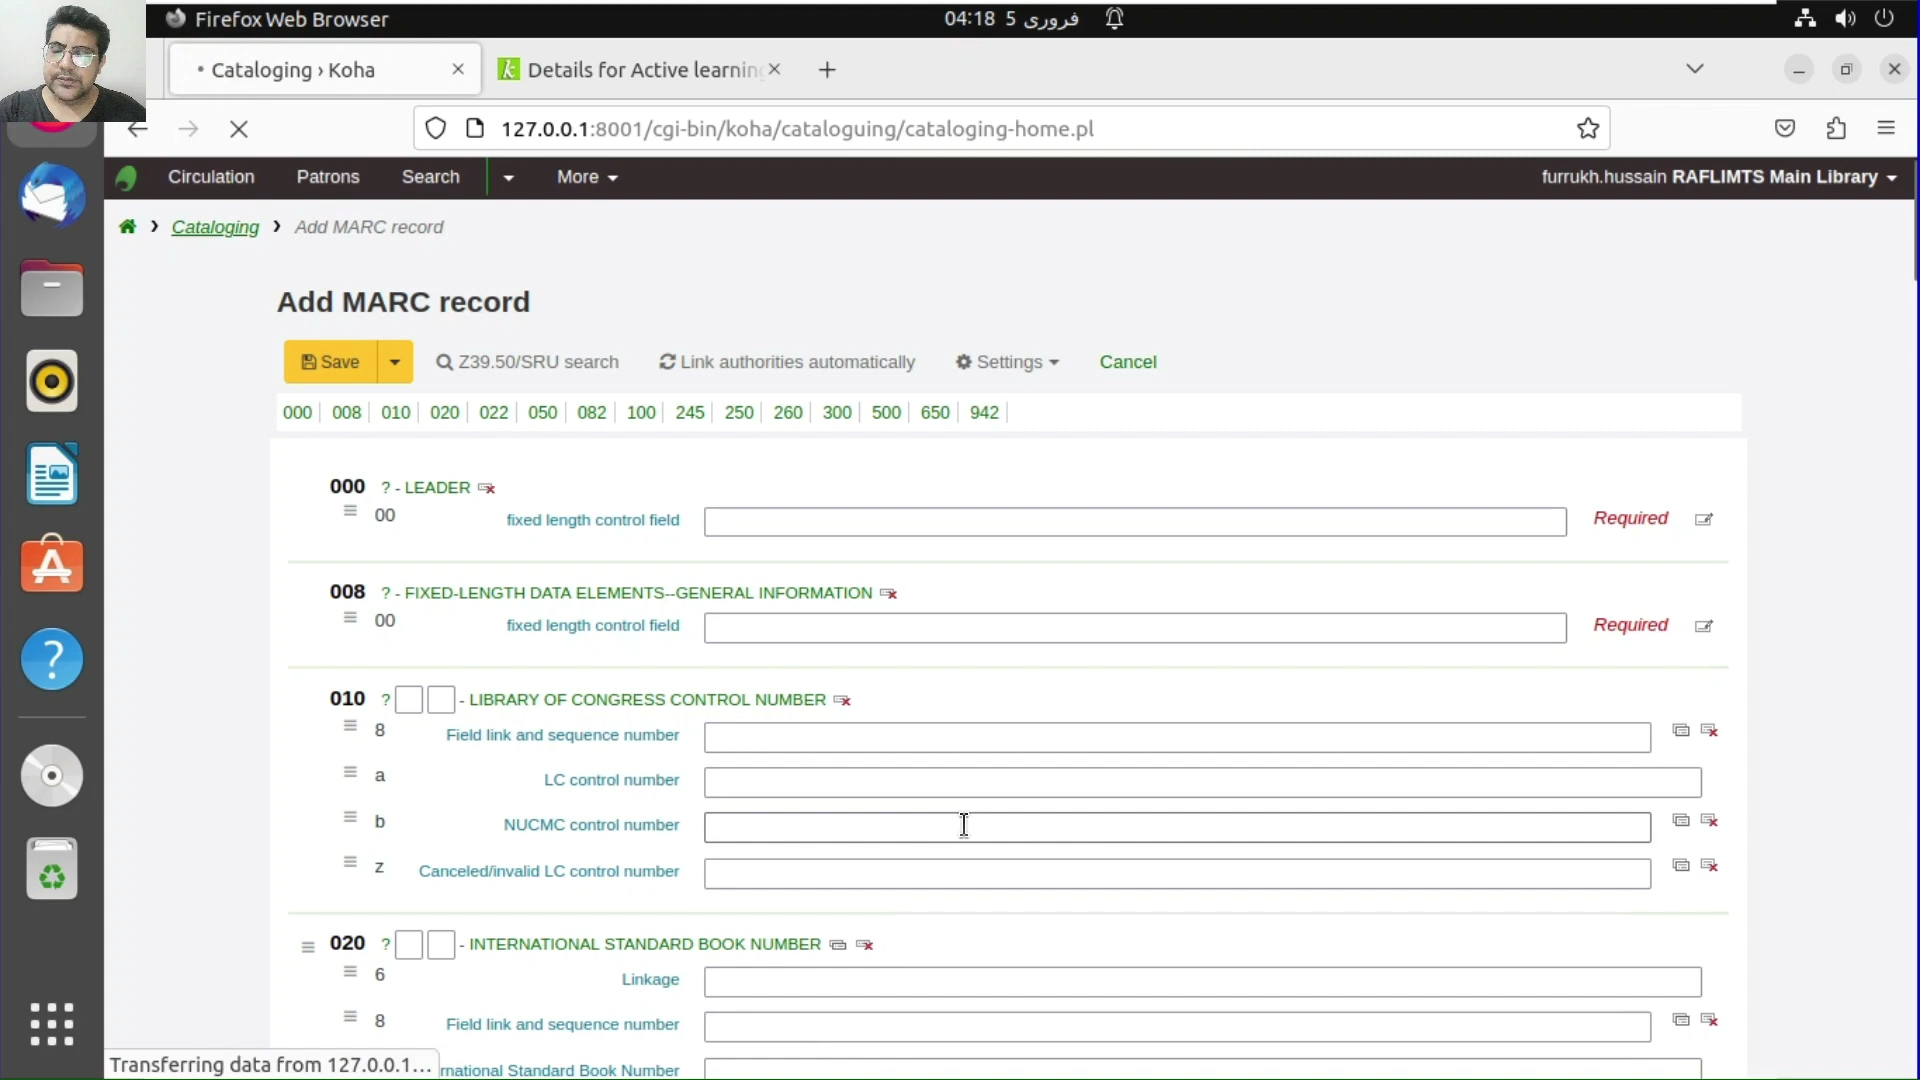 Firefox Web Browser
04:18 5 فروری
• Cataloging › Koha
Details for Active learning
127.0.0.1:8001/cgi-bin/koha/cataloguing/cataloging-home.pl
Circulation Patrons Search More
furrukh.hussain RAFLIMTS Main Library
Cataloging › Add MARC record
Add MARC record
Save Z39.50/SRU search Link authorities automatically Settings Cancel
000 008 010 020 022 050 082 100 245 250 260 300 500 650 942
000 ? - LEADER
00 fixed length control field Required
008 ? - FIXED-LENGTH DATA ELEMENTS--GENERAL INFORMATION
00 fixed length control field Required
010 ? - LIBRARY OF CONGRESS CONTROL NUMBER
8 Field link and sequence number
a LC control number
b NUCMC control number
z Canceled/invalid LC control number
020 ? - INTERNATIONAL STANDARD BOOK NUMBER
6 Linkage
8 Field link and sequence number
Transferring data from 127.0.0.1...
rnational Standard Book Number